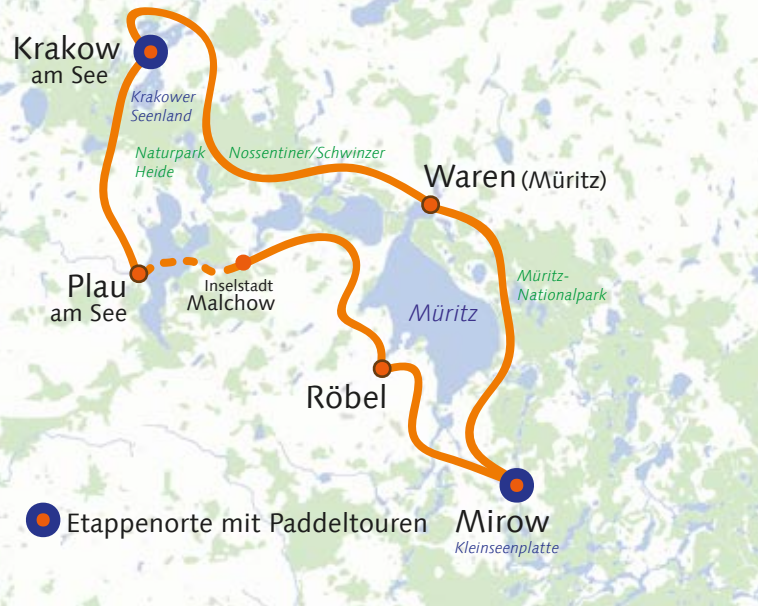 Krakow
am See
Krakower
Seenland
Naturpark Nossentiner/Schwinzer
Heide
Waren (Müritz)
Müritz-
Nationalpark
Plau
am See
Inselstadt
Malchow
Müritz
Röbel
Etappenorte mit Paddeltouren
Mirow
Kleinseenplatte